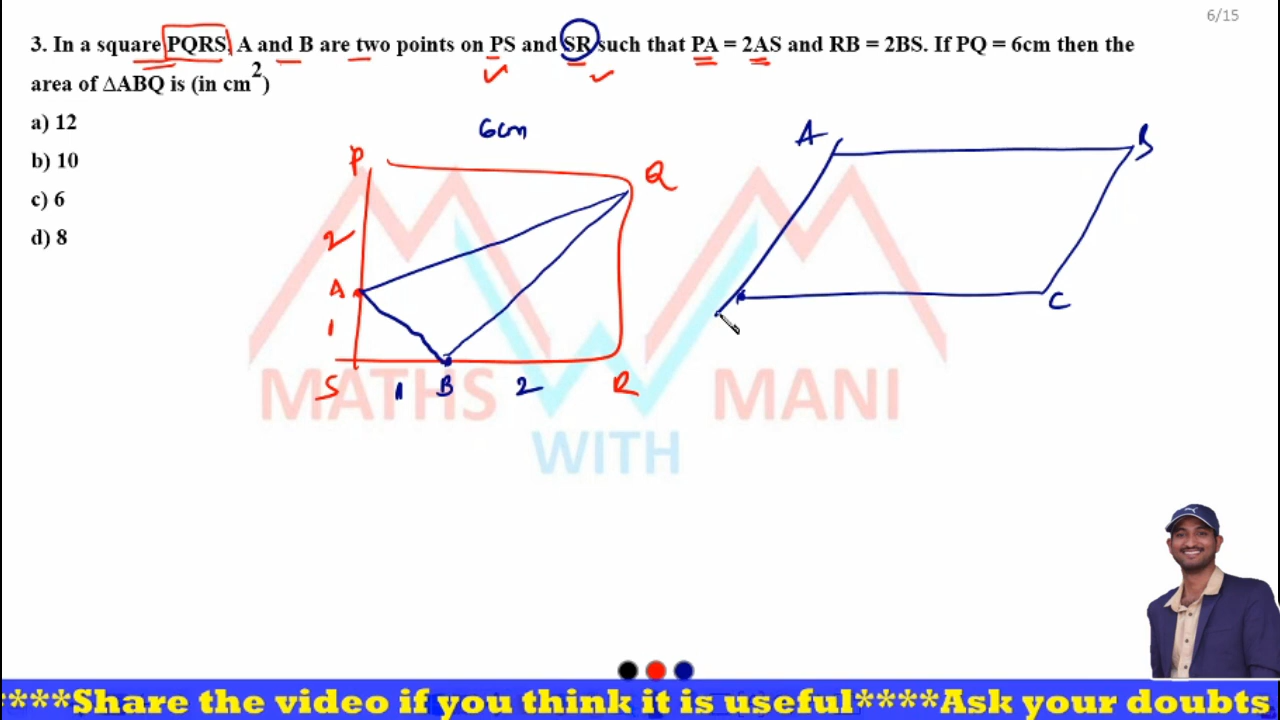 6/15
3. In a square PQRS, A and B are two points on PS and SR such that PA = 2AS and RB = 2BS. If PQ = 6cm then the
area of ΔABQ is (in cm²)
a) 12
b) 10
c) 6
d) 8
6cm
P
Q
2
A
1
S
1
B
2
R
A
B
C
MATHS
WITH
MANI
****Share the video if you think it is useful****Ask your doubts